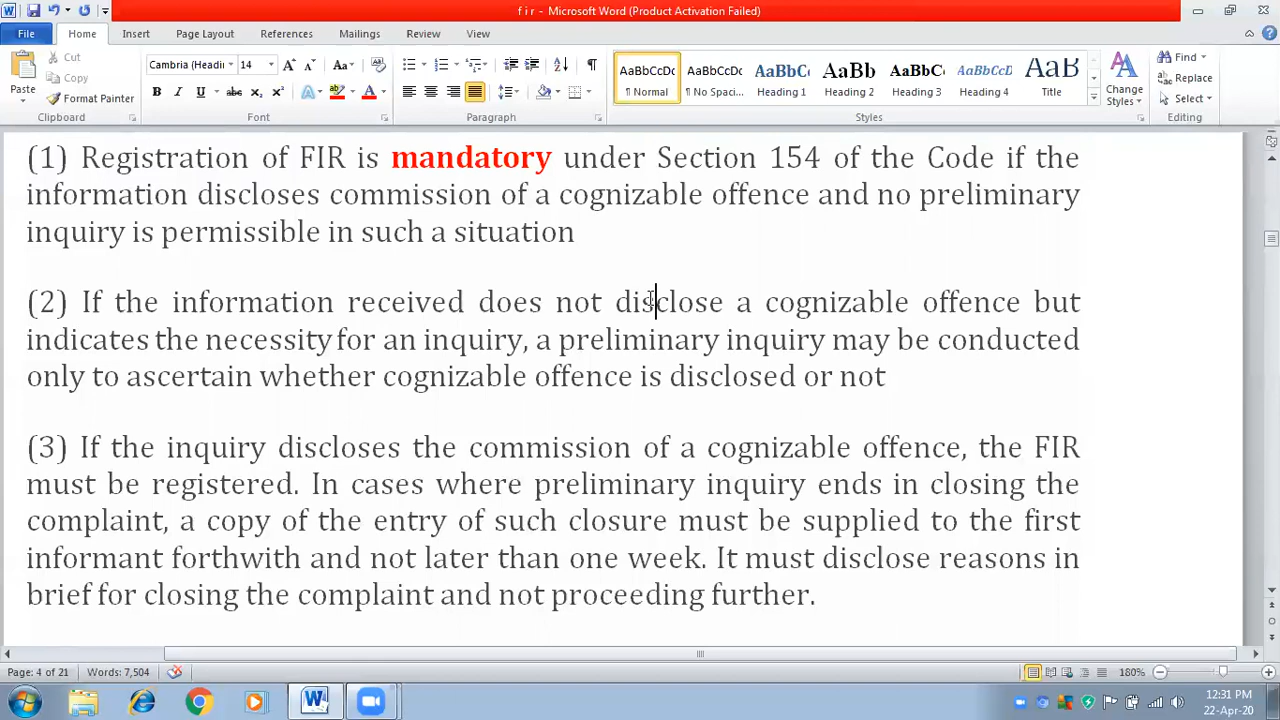 f i r - Microsoft Word (Product Activation Failed)
File Home Insert Page Layout References Mailings Review View
Paste Cut Copy Format Painter
Cambria (Headi 14
AaBbCcDc AaBbCcDc AaBbC AaBb AaBbC AaBbCcD AaB
¶ Normal ¶ No Spaci... Heading 1 Heading 2 Heading 3 Heading 4 Title
Change Styles
Find Replace Select
Clipboard Font Paragraph Styles Editing
(1) Registration of FIR is mandatory under Section 154 of the Code if the
information discloses commission of a cognizable offence and no preliminary
inquiry is permissible in such a situation
(2) If the information received does not disclose a cognizable offence but
indicates the necessity for an inquiry, a preliminary inquiry may be conducted
only to ascertain whether cognizable offence is disclosed or not
(3) If the inquiry discloses the commission of a cognizable offence, the FIR
must be registered. In cases where preliminary inquiry ends in closing the
complaint, a copy of the entry of such closure must be supplied to the first
informant forthwith and not later than one week. It must disclose reasons in
brief for closing the complaint and not proceeding further.
Page: 4 of 21 Words: 7,504 180%
12:31 PM
22-Apr-20